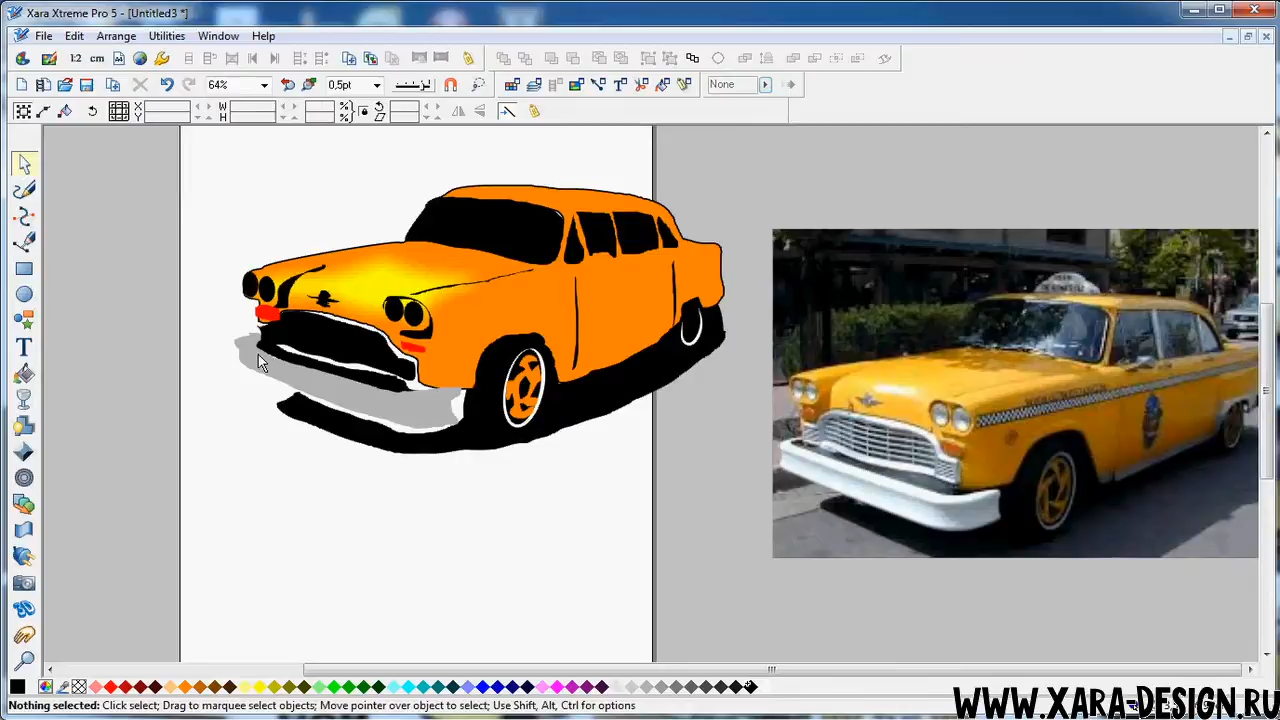 Xara Xtreme Pro 5 - [Untitled3 *]
File Edit Arrange Utilities Window Help
1:2 cm
64% 0,5pt None
X W
Y H
Nothing selected: Click select; Drag to marquee select objects; Move pointer over object to select; Use Shift, Alt, Ctrl for options
WWW.XARA-DESIGN.RU